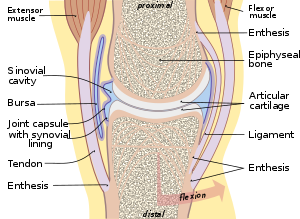 Extensor
muscle
proximal
Flexor
muscle
Enthesis
Epiphyseal
bone
Sinovial
cavity
Bursa
Articular
cartilage
Joint capsule
with synovial
lining
Ligament
Tendon
Enthesis
Enthesis
flexion
distal